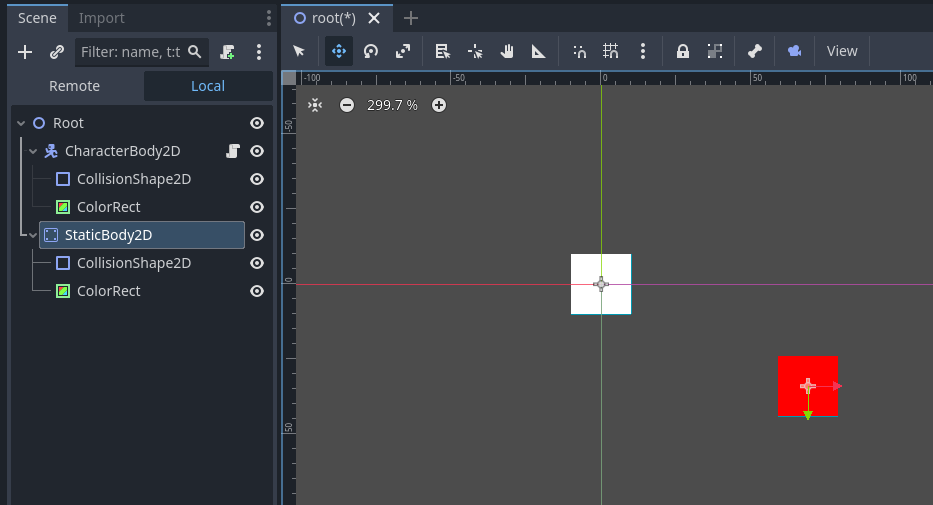 Scene Import
root(*)
Filter: name, t:t
View
Remote Local
-100 -50 0 50 100
299.7 %
-50
0
50
Root
CharacterBody2D
CollisionShape2D
ColorRect
StaticBody2D
CollisionShape2D
ColorRect